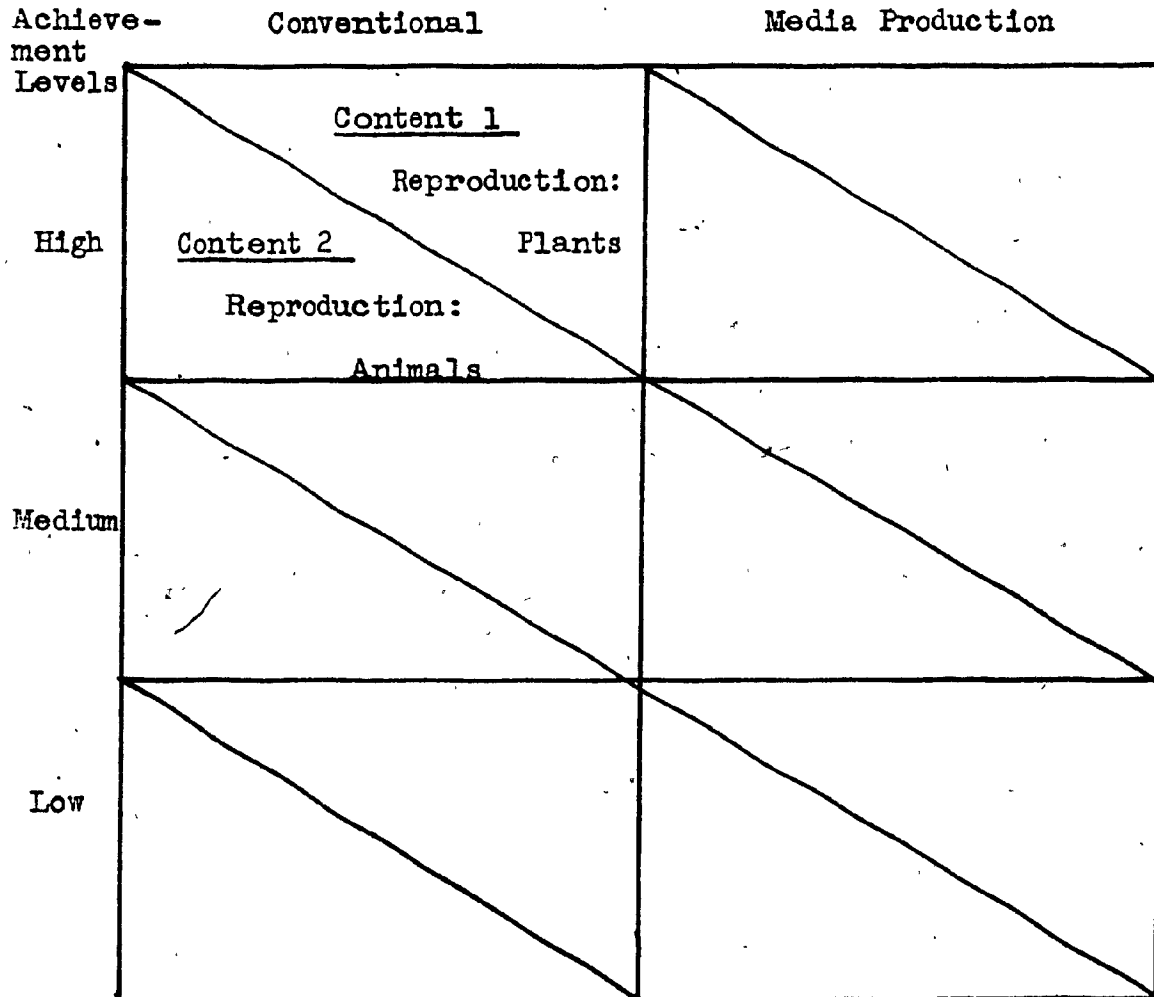 Achieve-
ment
Levels
Conventional
Media Production
Content 1
Reproduction:
Plants
High
Content 2
Reproduction:
Animals
Medium
Low